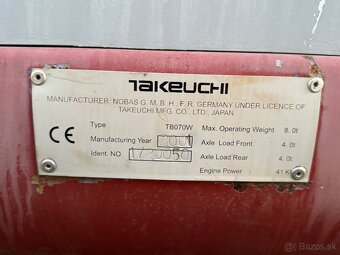 TAKEUCHI
MANUFACTURER: NOBAS G. M. B. H., F. R. GERMANY UNDER LICENCE OF
TAKEUCHI MFG. CO., LTD., JAPAN.
CE
Type TB070W Max. Operating Weight 8. 0t
Manufacturing Year 2001 Axle Load Front 4. 0t
Ident. NO. Axle Load Rear 4. 0t
Engine Power 41
bazos.sk